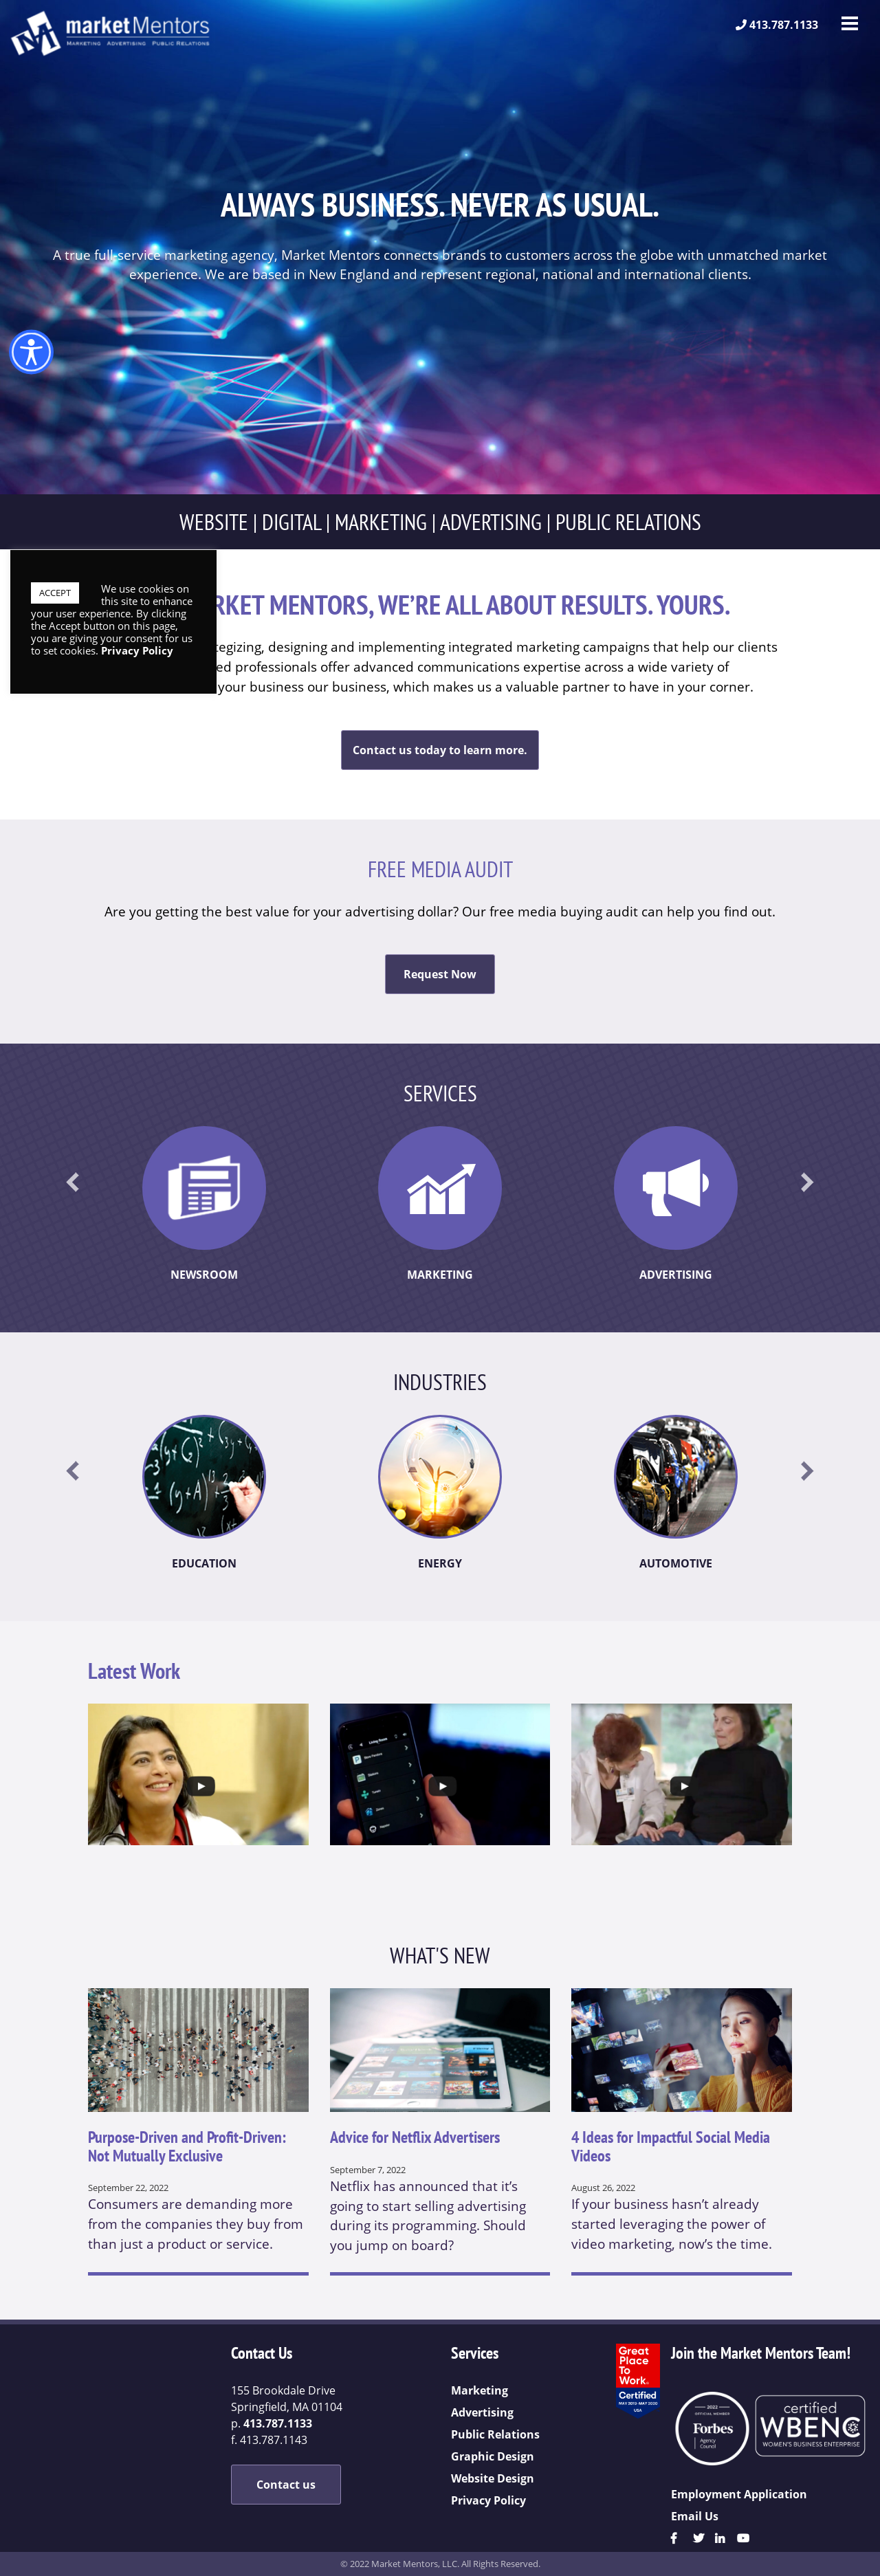 marketMentors
MARKETING ADVERTISING PUBLIC RELATIONS
413.787.1133
ALWAYS BUSINESS. NEVER AS USUAL.
A true full-service marketing agency, Market Mentors connects brands to customers across the globe with unmatched market
experience. We are based in New England and represent regional, national and international clients.
WEBSITE | DIGITAL | MARKETING | ADVERTISING | PUBLIC RELATIONS
MENTORS, WE’RE ALL ABOUT RESULTS. YOURS.
designing and implementing integrated marketing campaigns that help our clients
professionals offer advanced communications expertise across a wide variety of
your business our business, which makes us a valuable partner to have in your corner.
ACCEPT
We use cookies on
this site to enhance
your user experience. By clicking
the Accept button on this page,
you are giving your consent for us
to set cookies. Privacy Policy
Contact us today to learn more.
FREE MEDIA AUDIT
Are you getting the best value for your advertising dollar? Our free media buying audit can help you find out.
Request Now
SERVICES
NEWSROOM
MARKETING
ADVERTISING
INDUSTRIES
EDUCATION
ENERGY
AUTOMOTIVE
Latest Work
WHAT'S NEW
Purpose-Driven and Profit-Driven:
Not Mutually Exclusive
September 22, 2022
Consumers are demanding more
from the companies they buy from
than just a product or service.
Advice for Netflix Advertisers
September 7, 2022
Netflix has announced that it’s
going to start selling advertising
during its programming. Should
you jump on board?
4 Ideas for Impactful Social Media
Videos
August 26, 2022
If your business hasn’t already
started leveraging the power of
video marketing, now’s the time.
Contact Us
155 Brookdale Drive
Springfield, MA 01104
p. 413.787.1133
f. 413.787.1143
Contact us
Services
Marketing
Advertising
Public Relations
Graphic Design
Website Design
Privacy Policy
Great
Place
To
Work.
Certified
USA
Join the Market Mentors Team!
2022
OFFICIAL MEMBER
Forbes
Agency
Council
certified
WBENC
WOMEN'S BUSINESS ENTERPRISE
Employment Application
Email Us
© 2022 Market Mentors, LLC. All Rights Reserved.